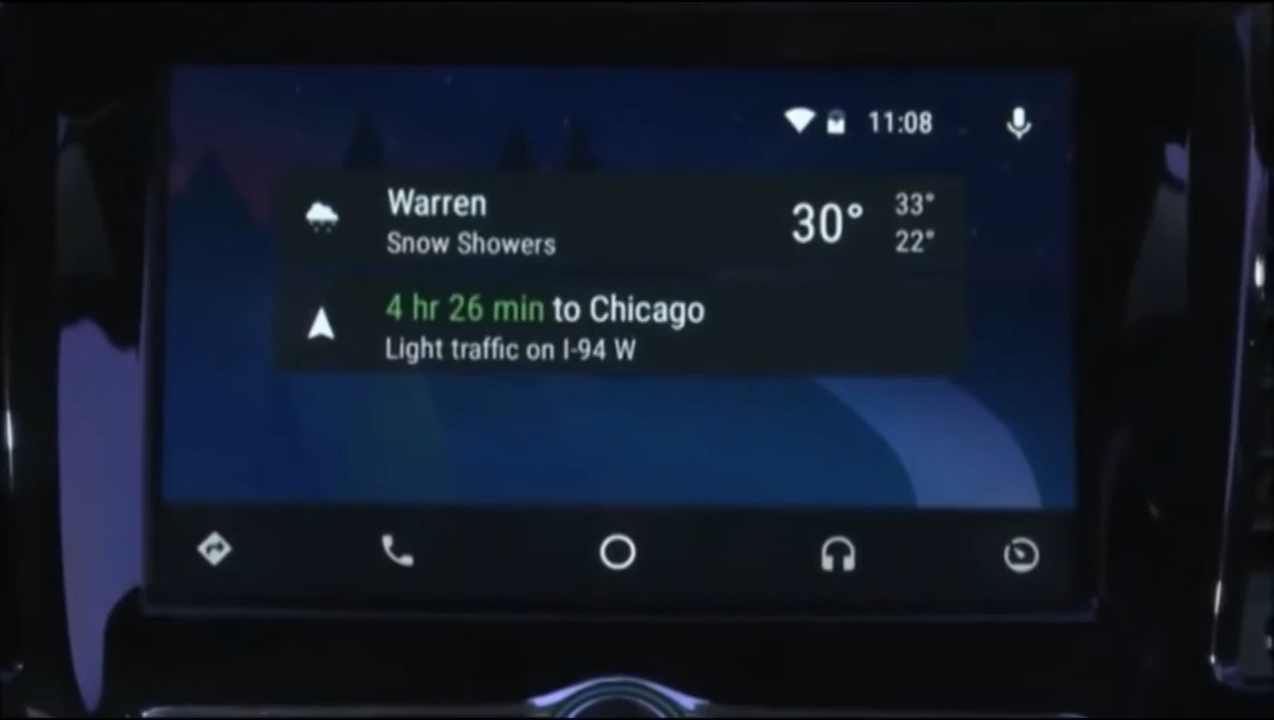 11:08
Warren
Snow Showers
30°
33°
22°
4 hr 26 min to Chicago
Light traffic on I-94 W